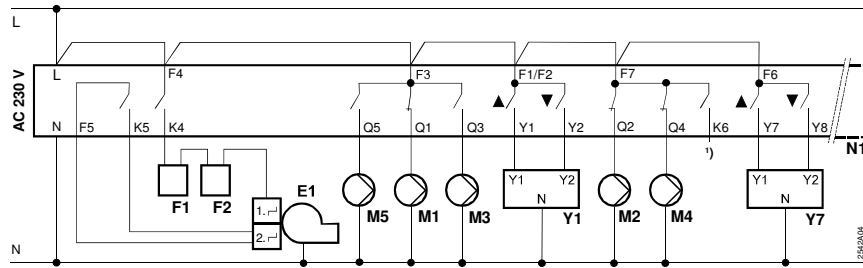 L
AC 230 V
L F4 F3 F1/F2 F7 F6
▲ ▼ ▲ ▼
N F5 K5 K4 Q5 Q1 Q3 Y1 Y2 Q2 Q4 K6 Y7 Y8
N1
¹)
F1 F2 E1 M5 M1 M3 Y1 Y2 N Y1 M2 M4 Y1 Y2 N Y7
1.
2.
N
2542A04